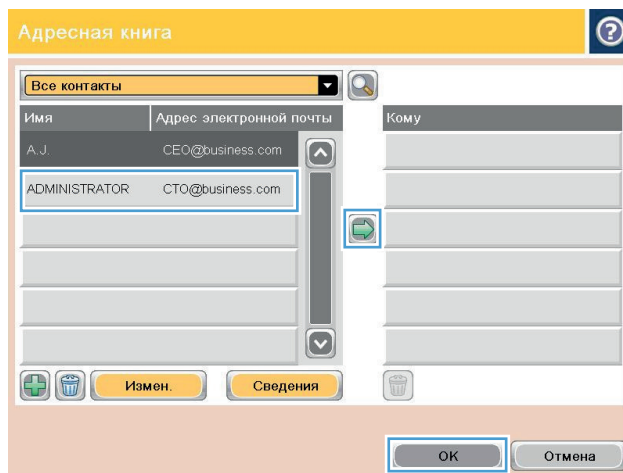 Адресная книга
?
Все контакты
Имя Адрес электронной почты Кому
A.J. CEO@business.com
ADMINISTRATOR CTO@business.com
Измен. Сведения
OK Отмена